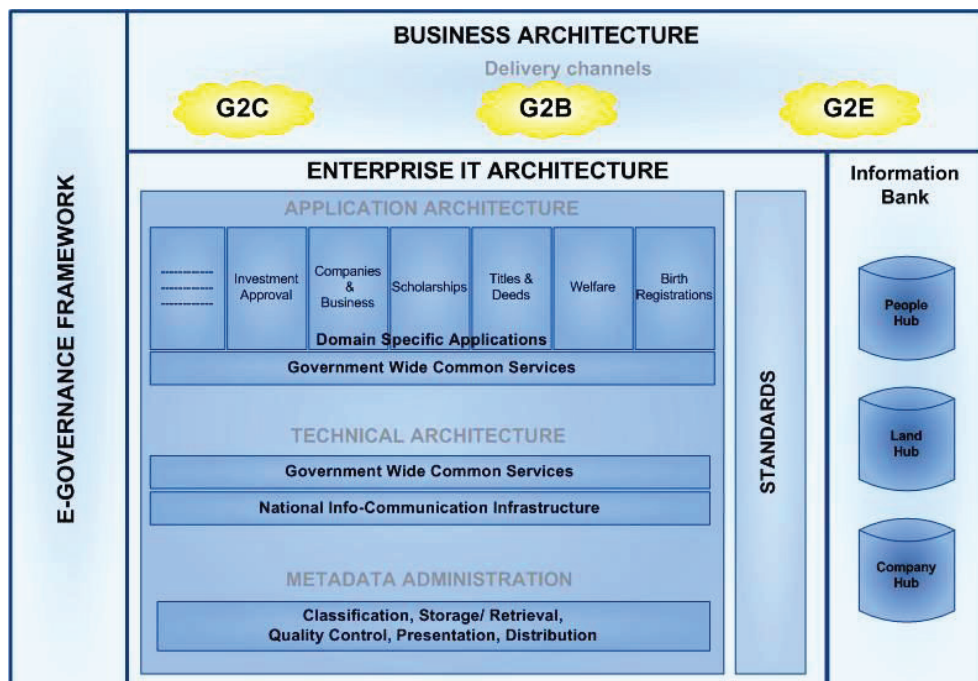 BUSINESS ARCHITECTURE
Delivery channels
G2C
G2B
G2E
E-GOVERNANCE FRAMEWORK
ENTERPRISE IT ARCHITECTURE
APPLICATION ARCHITECTURE
-------------
-------------
-------------
Investment
Approval
Companies
&
Business
Scholarships
Titles &
Deeds
Welfare
Birth
Registrations
Domain Specific Applications
Government Wide Common Services
TECHNICAL ARCHITECTURE
Government Wide Common Services
National Info-Communication Infrastructure
METADATA ADMINISTRATION
Classification, Storage/ Retrieval,
Quality Control, Presentation, Distribution
STANDARDS
Information
Bank
People
Hub
Land
Hub
Company
Hub